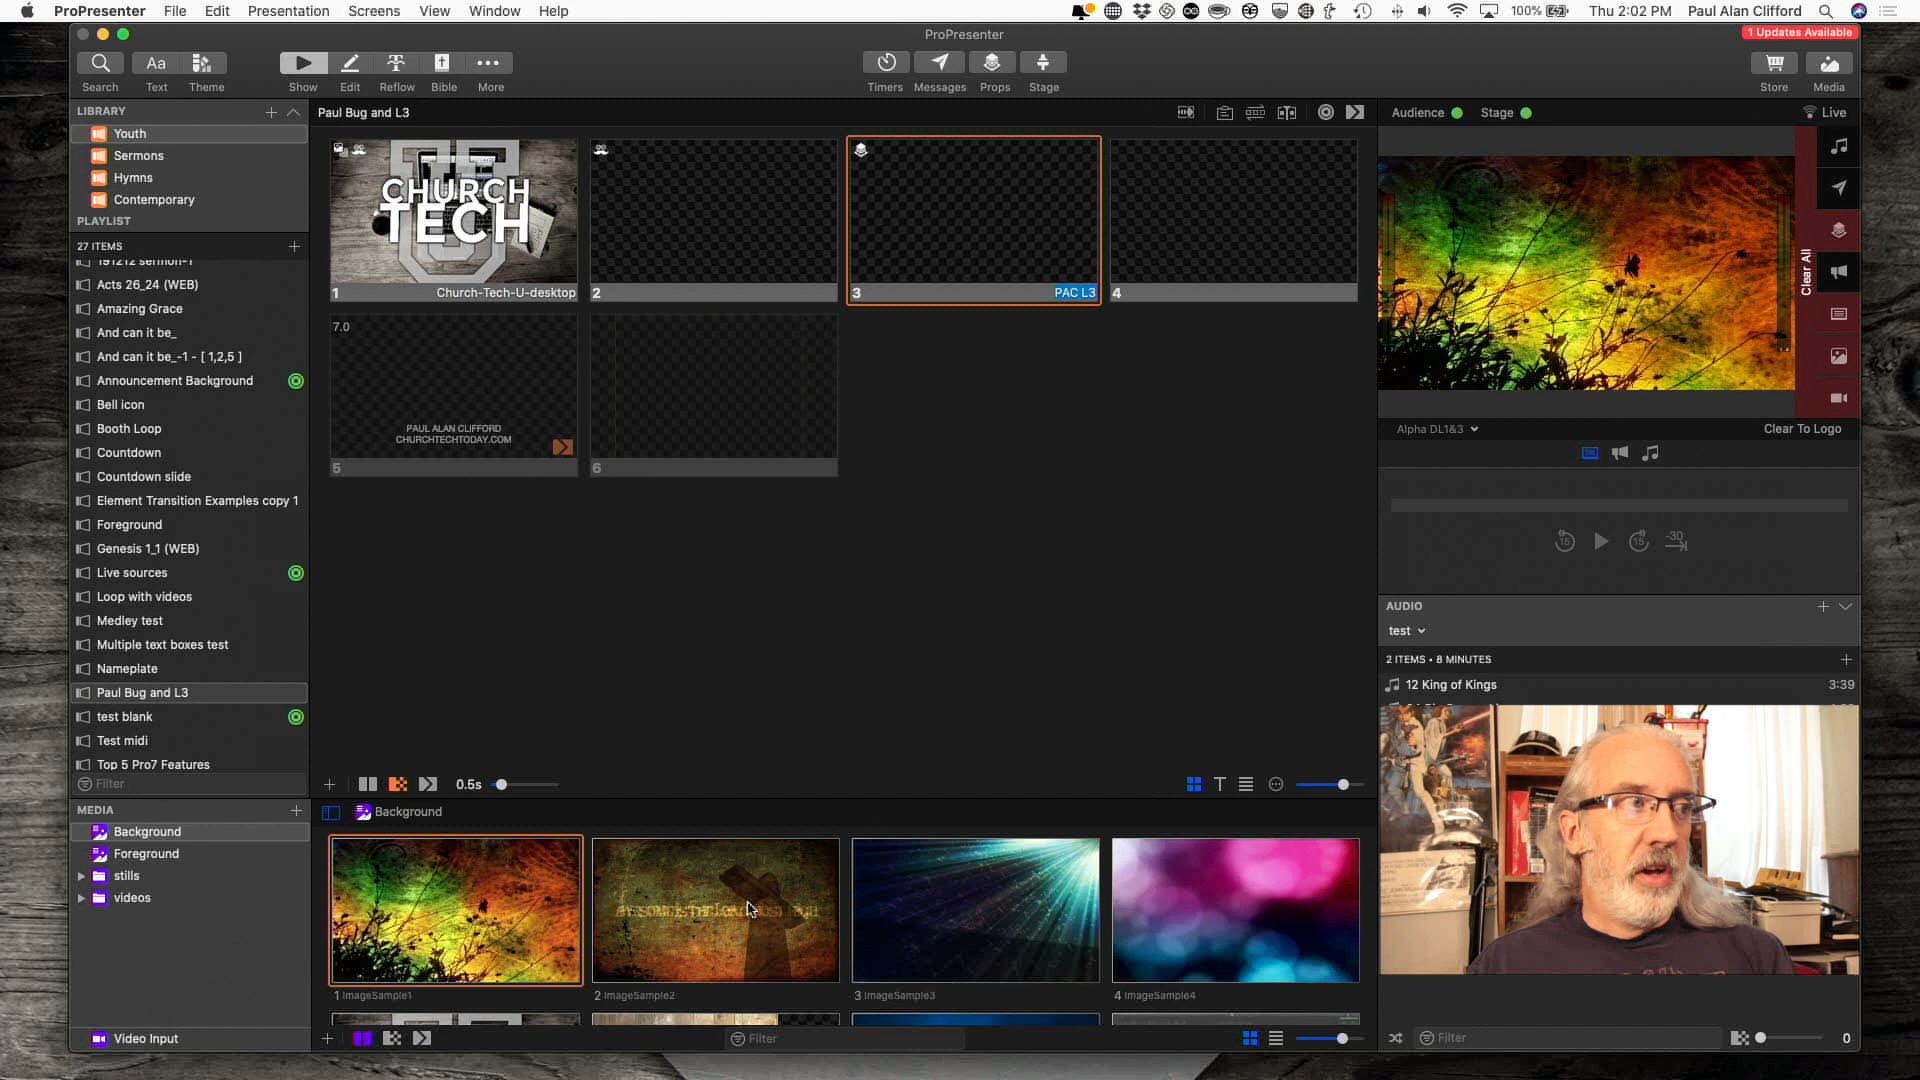 ProPresenter File Edit Presentation Screens View Window Help
100% Thu 2:02 PM Paul Alan Clifford
ProPresenter
1 Updates Available
Aa
Search Text Theme Show Edit Reflow Bible More Timers Messages Props Stage Store Media
LIBRARY
Youth
Sermons
Hymns
Contemporary
PLAYLIST
27 ITEMS
191212 sermon-1
Acts 26_24 (WEB)
Amazing Grace
And can it be_
And can it be_-1 - [ 1,2,5 ]
Announcement Background
Bell icon
Booth Loop
Countdown
Countdown slide
Element Transition Examples copy 1
Foreground
Genesis 1_1 (WEB)
Live sources
Loop with videos
Medley test
Multiple text boxes test
Nameplate
Paul Bug and L3
test blank
Test midi
Top 5 Pro7 Features
Filter
MEDIA
Background
Foreground
stills
videos
Video Input
Paul Bug and L3
CHURCH
TECH
1 Church-Tech-U-desktop
2
3 PAC L3
4
7.0
PAUL ALAN CLIFFORD
CHURCHTECHTODAY.COM
5
6
0.5s
T
Background
1 ImageSample1
2 ImageSample2
3 ImageSample3
4 ImageSample4
Filter
Audience Stage Live
Clear All
Alpha DL1&3 Clear To Logo
15 15 -30
AUDIO
test
2 ITEMS • 8 MINUTES
12 King of Kings 3:39
Filter 0